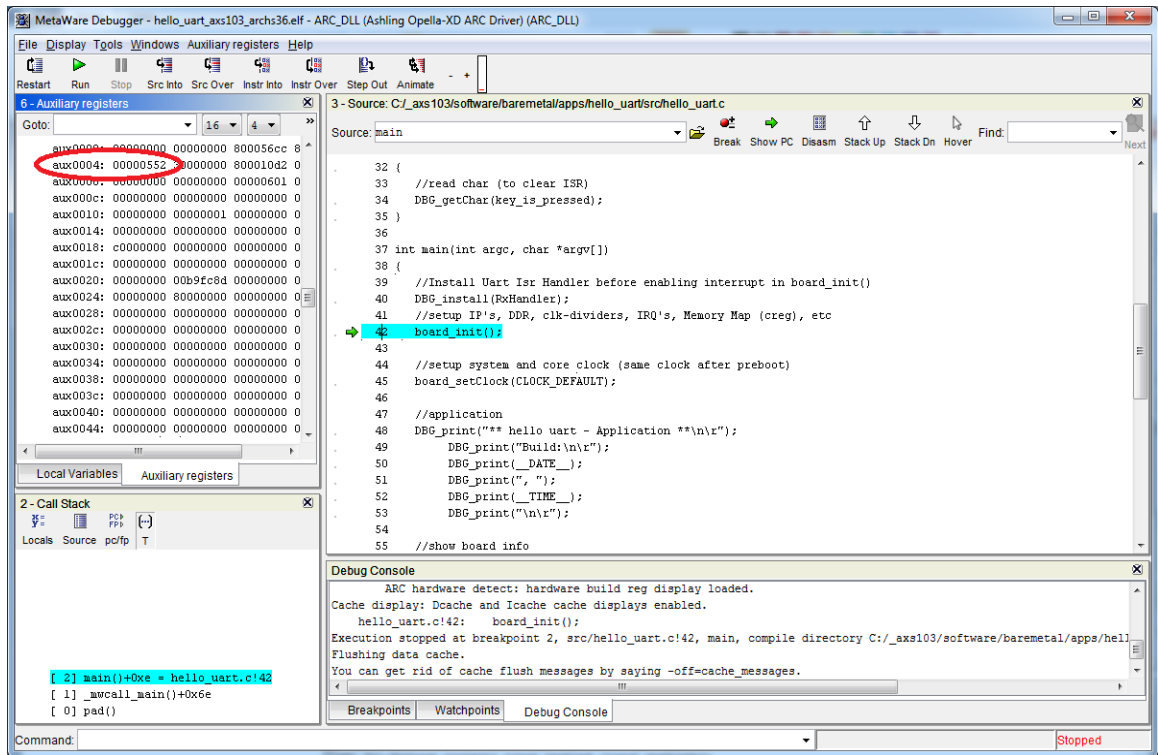 MetaWare Debugger - hello_uart_axs103_archs36.elf - ARC_DLL (Ashling Opella-XD ARC Driver) (ARC_DLL)
File Display Tools Windows Auxiliary registers Help
Restart Run Stop Src Into Src Over Instr Into Instr Over Step Out Animate - +
6 - Auxiliary registers
Goto: 16 4 »
00000000 00000000 800056cc 8
aux0004: 00000552 800010d2 0
00000000 00000000 00000601 0
aux000c: 00000000 00000000 00000000 0
aux0010: 00000000 00000001 00000000 0
aux0014: 00000000 00000000 00000000 0
aux0018: c0000000 00000000 00000000 0
aux001c: 00000000 00000000 00000000 0
aux0020: 00000000 00b9fc8d 00000000 0
aux0024: 00000000 80000000 00000000 0
aux0028: 00000000 00000000 00000000 0
aux002c: 00000000 00000000 00000000 0
aux0030: 00000000 00000000 00000000 0
aux0034: 00000000 00000000 00000000 0
aux0038: 00000000 00000000 00000000 0
aux003c: 00000000 00000000 00000000 0
aux0040: 00000000 00000000 00000000 0
aux0044: 00000000 00000000 00000000 0
Local Variables Auxiliary registers
2 - Call Stack
Locals Source pc/fp T
[ 2] main()+0xe = hello_uart.c!42
[ 1] _mwcall_main()+0x6e
[ 0] pad()
3 - Source: C:/_axs103/software/baremetal/apps/hello_uart/src/hello_uart.c
Source: main Break Show PC Disasm Stack Up Stack Dn Hover Find: Next
32 {
33 //read char (to clear ISR)
34 DBG_getChar(key_is_pressed);
35 }
36
37 int main(int argc, char *argv[])
38 {
39 //Install Uart Isr Handler before enabling interrupt in board_init()
40 DBG_install(RxHandler);
41 //setup IP's, DDR, clk-dividers, IRQ's, Memory Map (creg), etc
42 board_init();
43
44 //setup system and core clock (same clock after preboot)
45 board_setClock(CLOCK_DEFAULT);
46
47 //application
48 DBG_print("** hello uart - Application **\n\r");
49 DBG_print("Build:\n\r");
50 DBG_print(__DATE__);
51 DBG_print(", ");
52 DBG_print(__TIME__);
53 DBG_print("\n\r");
54
55 //show board info
Debug Console
ARC hardware detect: hardware build reg display loaded.
Cache display: Dcache and Icache cache displays enabled.
hello_uart.c!42: board_init();
Execution stopped at breakpoint 2, src/hello_uart.c!42, main, compile directory C:/_axs103/software/baremetal/apps/hell
Flushing data cache.
You can get rid of cache flush messages by saying -off=cache_messages.
Breakpoints Watchpoints Debug Console
Command: Stopped